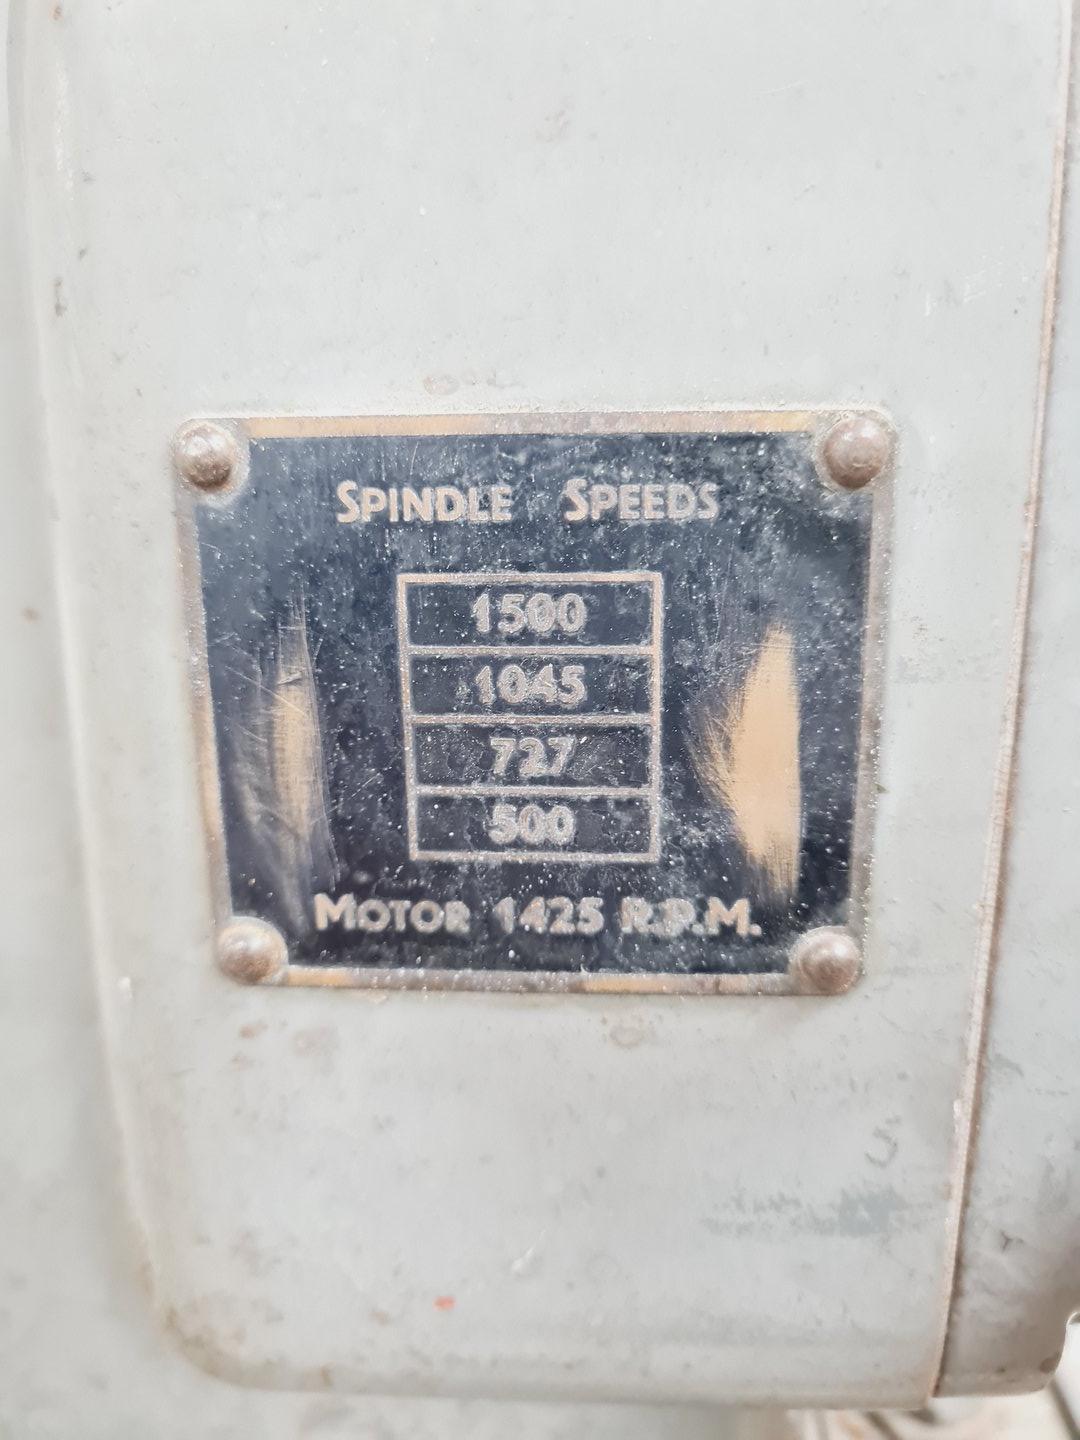 SPINDLE SPEEDS
1500
1045
727
500
MOTOR 1425 R.P.M.